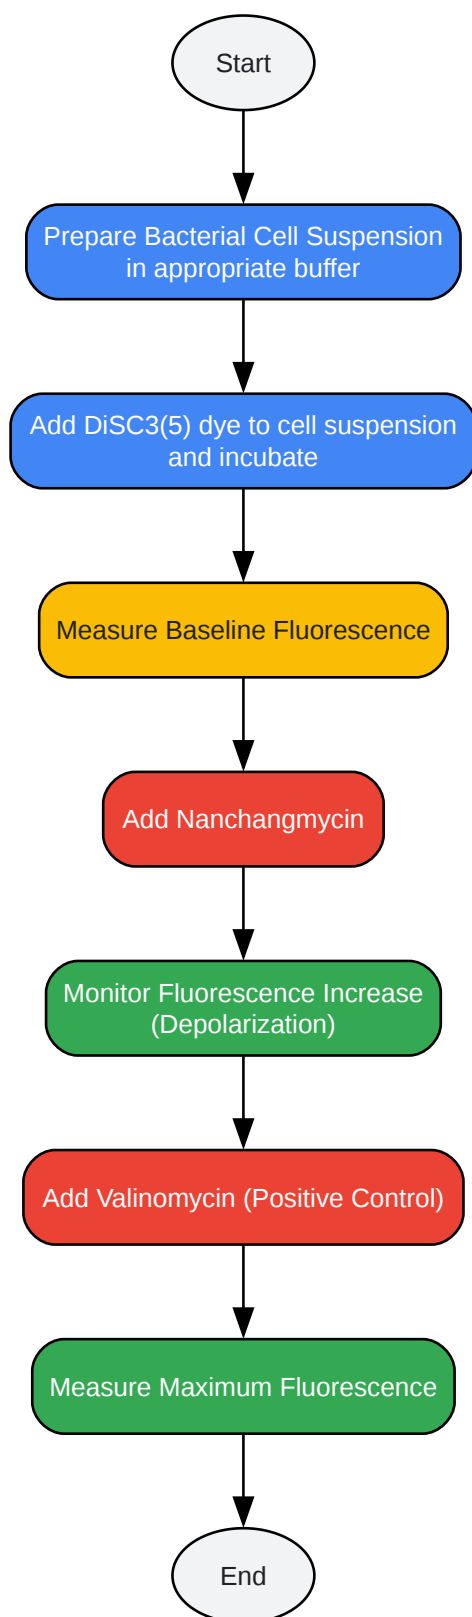 Start
Prepare Bacterial Cell Suspension
in appropriate buffer
Add DiSC3(5) dye to cell suspension
and incubate
Measure Baseline Fluorescence
Add Nanchangmycin
Monitor Fluorescence Increase
(Depolarization)
Add Valinomycin (Positive Control)
Measure Maximum Fluorescence
End